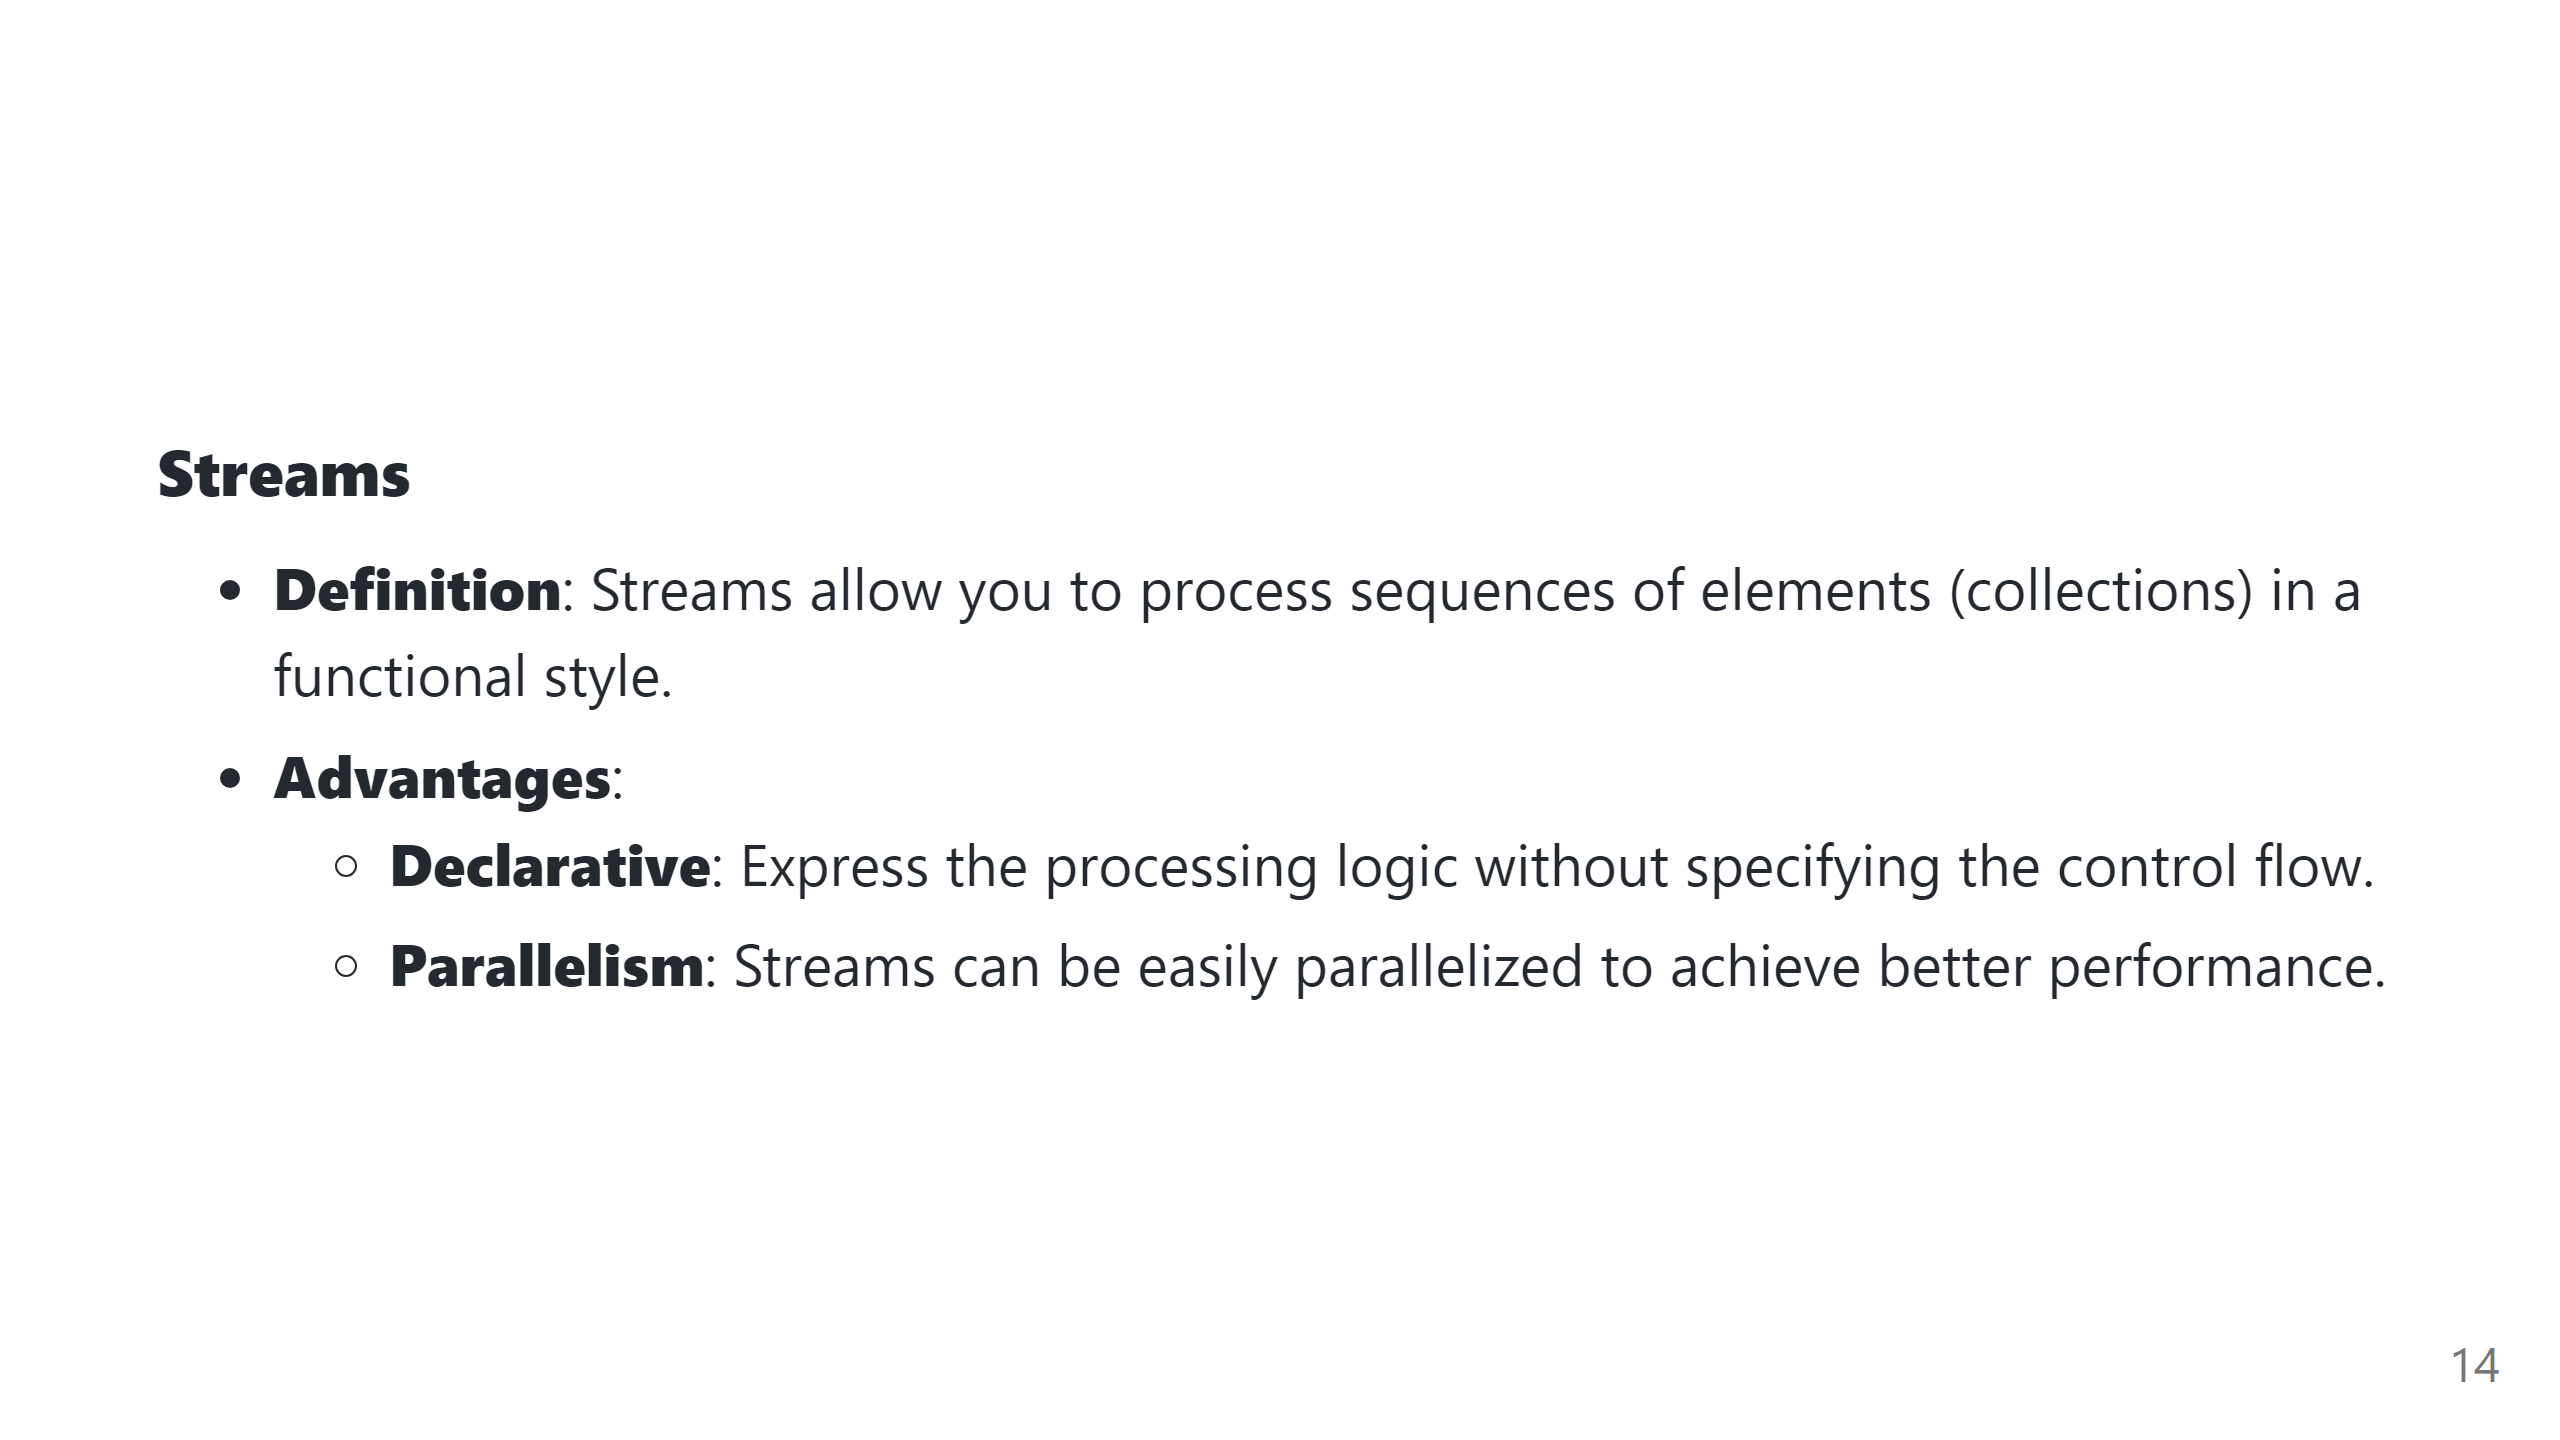 Streams
• Definition: Streams allow you to process sequences of elements (collections) in a
functional style.
• Advantages:
○ Declarative: Express the processing logic without specifying the control flow.
○ Parallelism: Streams can be easily parallelized to achieve better performance.
14